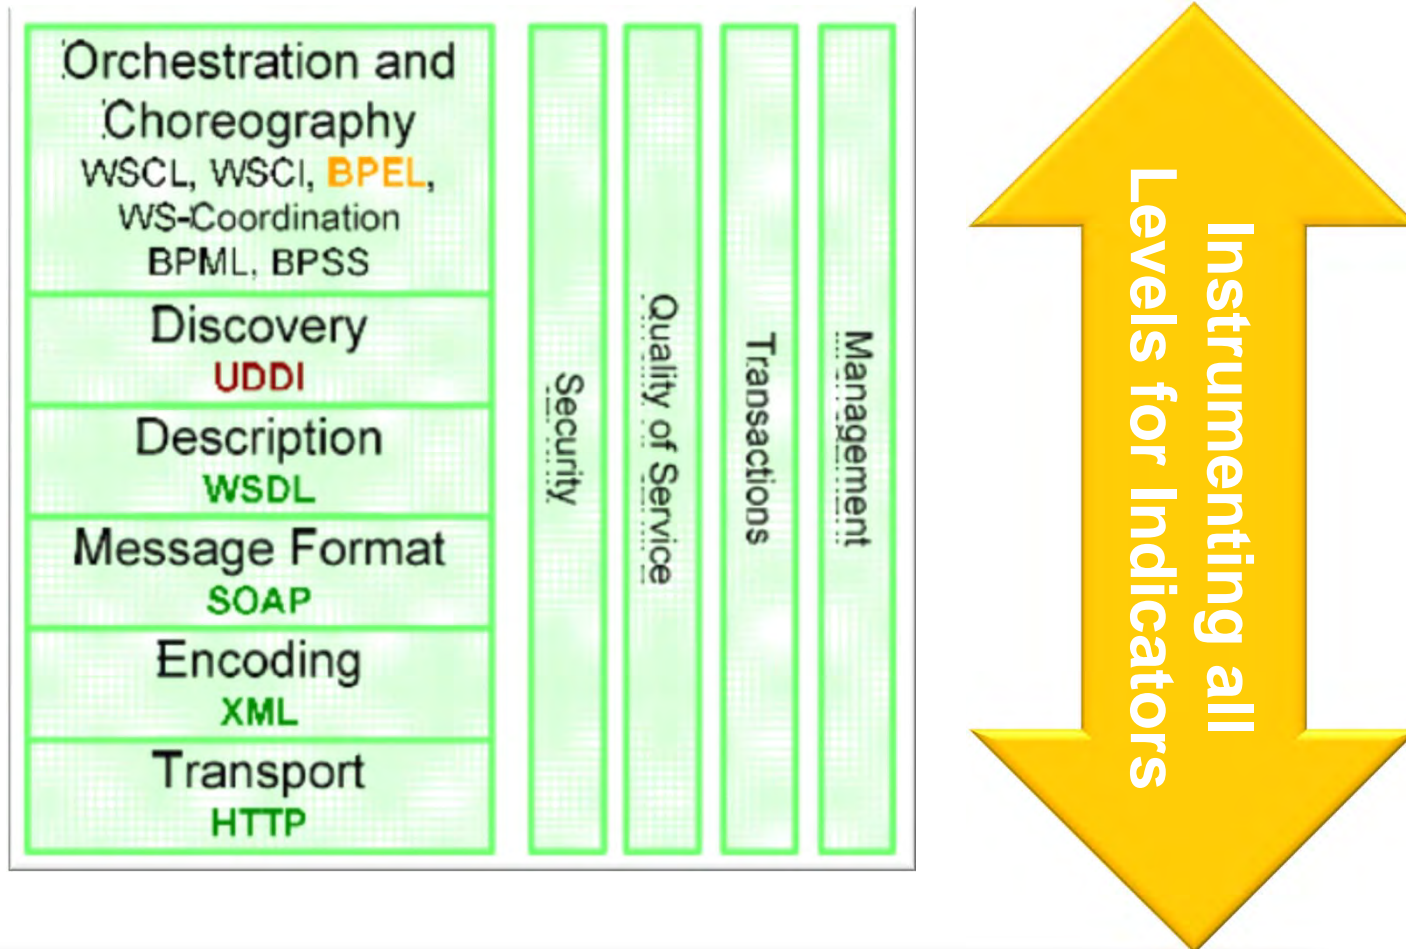 Orchestration and
Choreography
WSCL, WSCI, BPEL,
WS-Coordination
BPML, BPSS
Discovery
UDDI
Description
WSDL
Message Format
SOAP
Encoding
XML
Transport
HTTP
Security
Quality of Service
Transactions
Management
Instrumenting all
Levels for Indicators